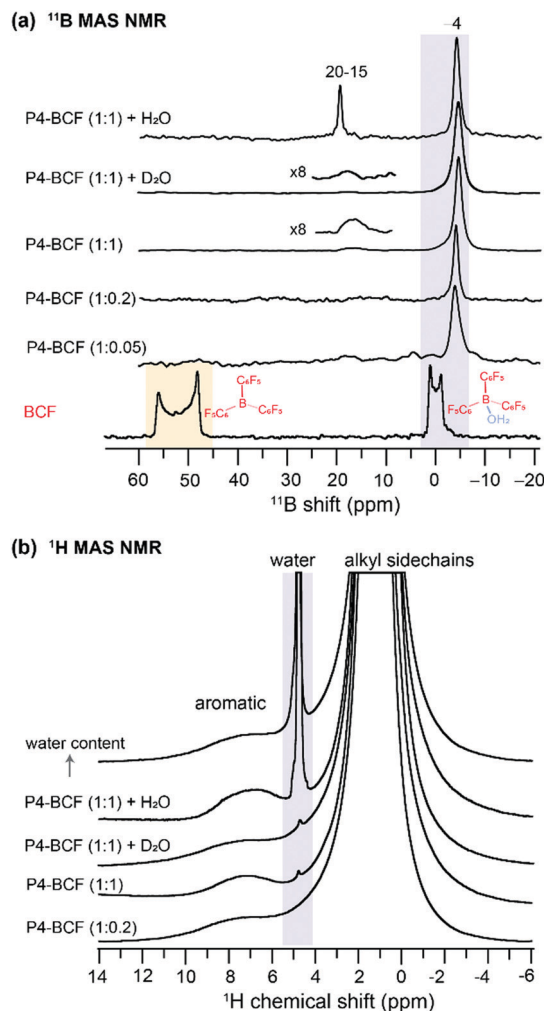 (a) ¹¹B MAS NMR
–4
20-15
P4-BCF (1:1) + H₂O
P4-BCF (1:1) + D₂O
x8
P4-BCF (1:1)
x8
P4-BCF (1:0.2)
P4-BCF (1:0.05)
BCF
C₆F₅
B
F₅C₆
C₆F₅
C₆F₅
B
F₅C₆
C₆F₅
OH₂
60 50 40 30 20 10 0 –10 –20
¹¹B shift (ppm)
(b) ¹H MAS NMR
water alkyl sidechains
aromatic
water content
P4-BCF (1:1) + H₂O
P4-BCF (1:1) + D₂O
P4-BCF (1:1)
P4-BCF (1:0.2)
14 12 10 8 6 4 2 0 -2 -4 -6
¹H chemical shift (ppm)